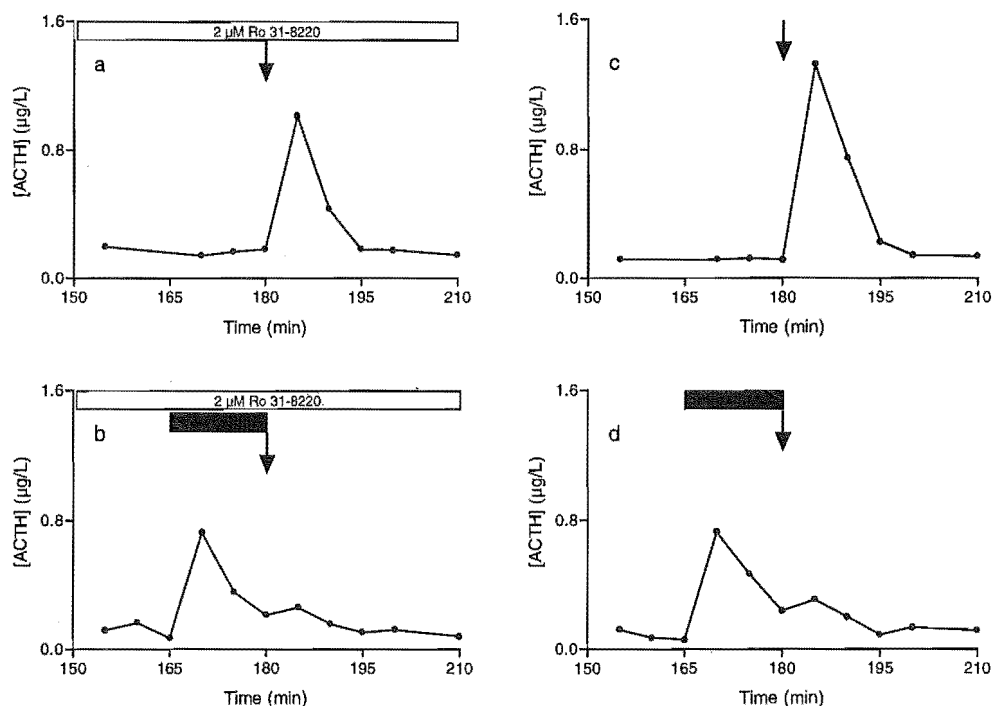 1.6
2 µM Ro 31-8220
a
[ACTH] (µg/L)
0.8
0.0
150
165
180
195
210
Time (min)
c
[ACTH] (µg/L)
1.6
0.8
0.0
150
165
180
195
210
Time (min)
1.6
2 µM Ro 31-8220.
b
[ACTH] (µg/L)
0.8
0.0
150
165
180
195
210
Time (min)
1.6
d
[ACTH] (µg/L)
0.8
0.0
150
165
180
195
210
Time (min)